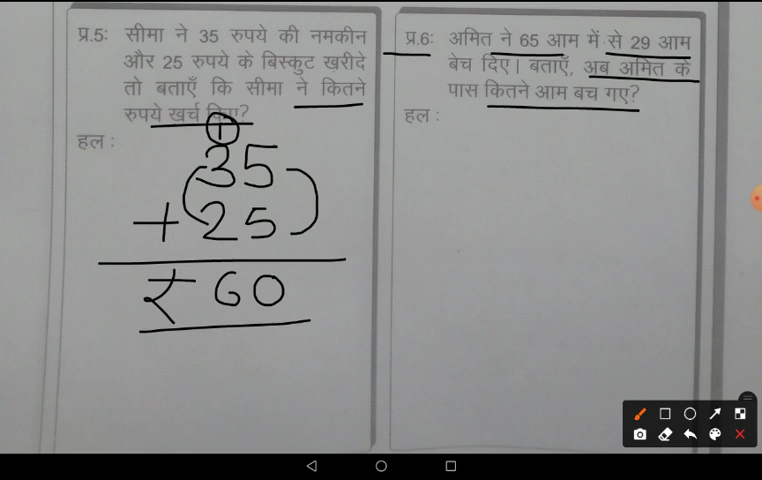 प्र.5: सीमा ने 35 रुपये की नमकीन
और 25 रुपये के बिस्कुट खरीदे
तो बताएँ कि सीमा ने कितने
रुपये खर्च किए?
हल :
1
35
+ 25
₹ 60
प्र.6: अमित ने 65 आम में से 29 आम
बेच दिए। बताएँ, अब अमित के
पास कितने आम बच गए?
हल :